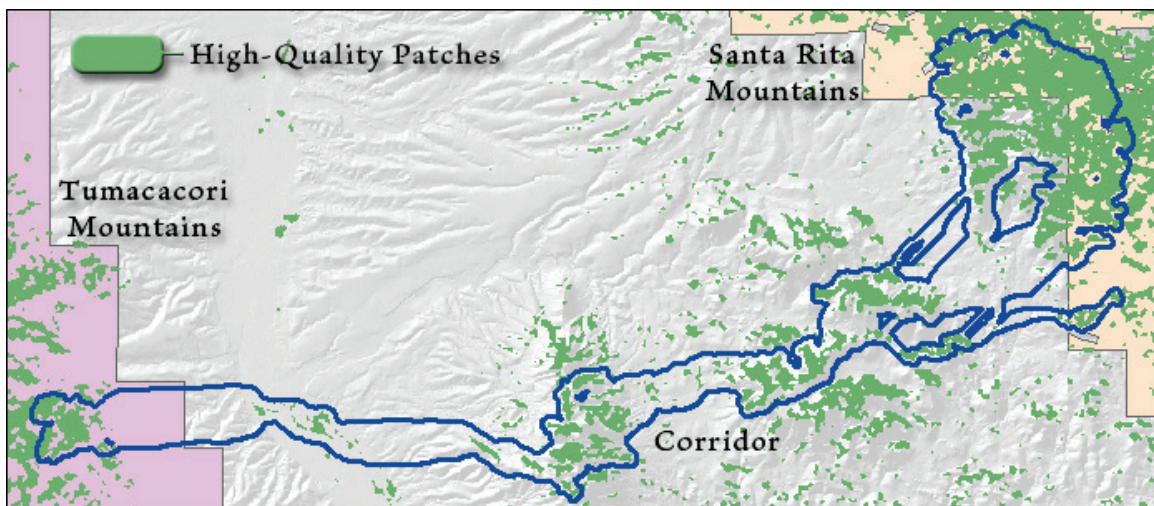 High-Quality Patches
Santa Rita
Mountains
Tumacacori
Mountains
Corridor